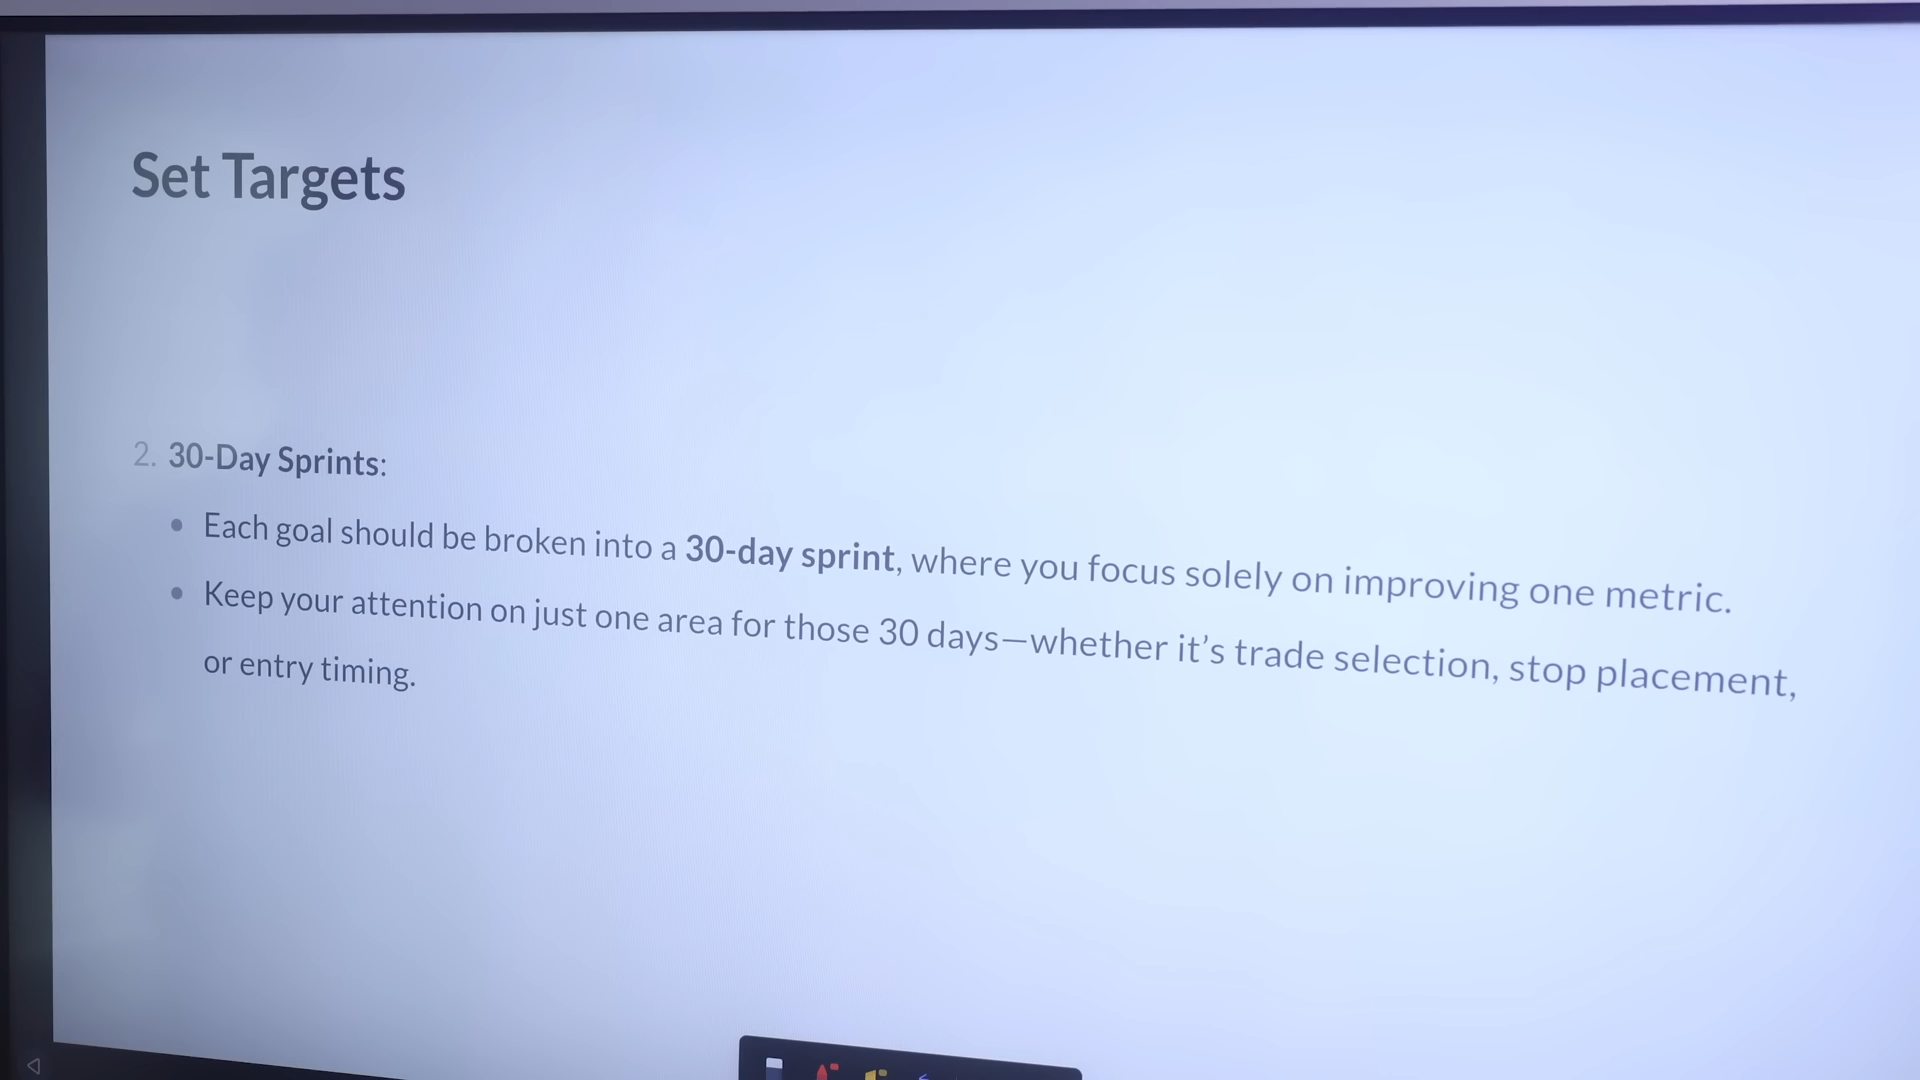 Set Targets
2. 30-Day Sprints:
• Each goal should be broken into a 30-day sprint, where you focus solely on improving one metric.
• Keep your attention on just one area for those 30 days—whether it’s trade selection, stop placement,
or entry timing.